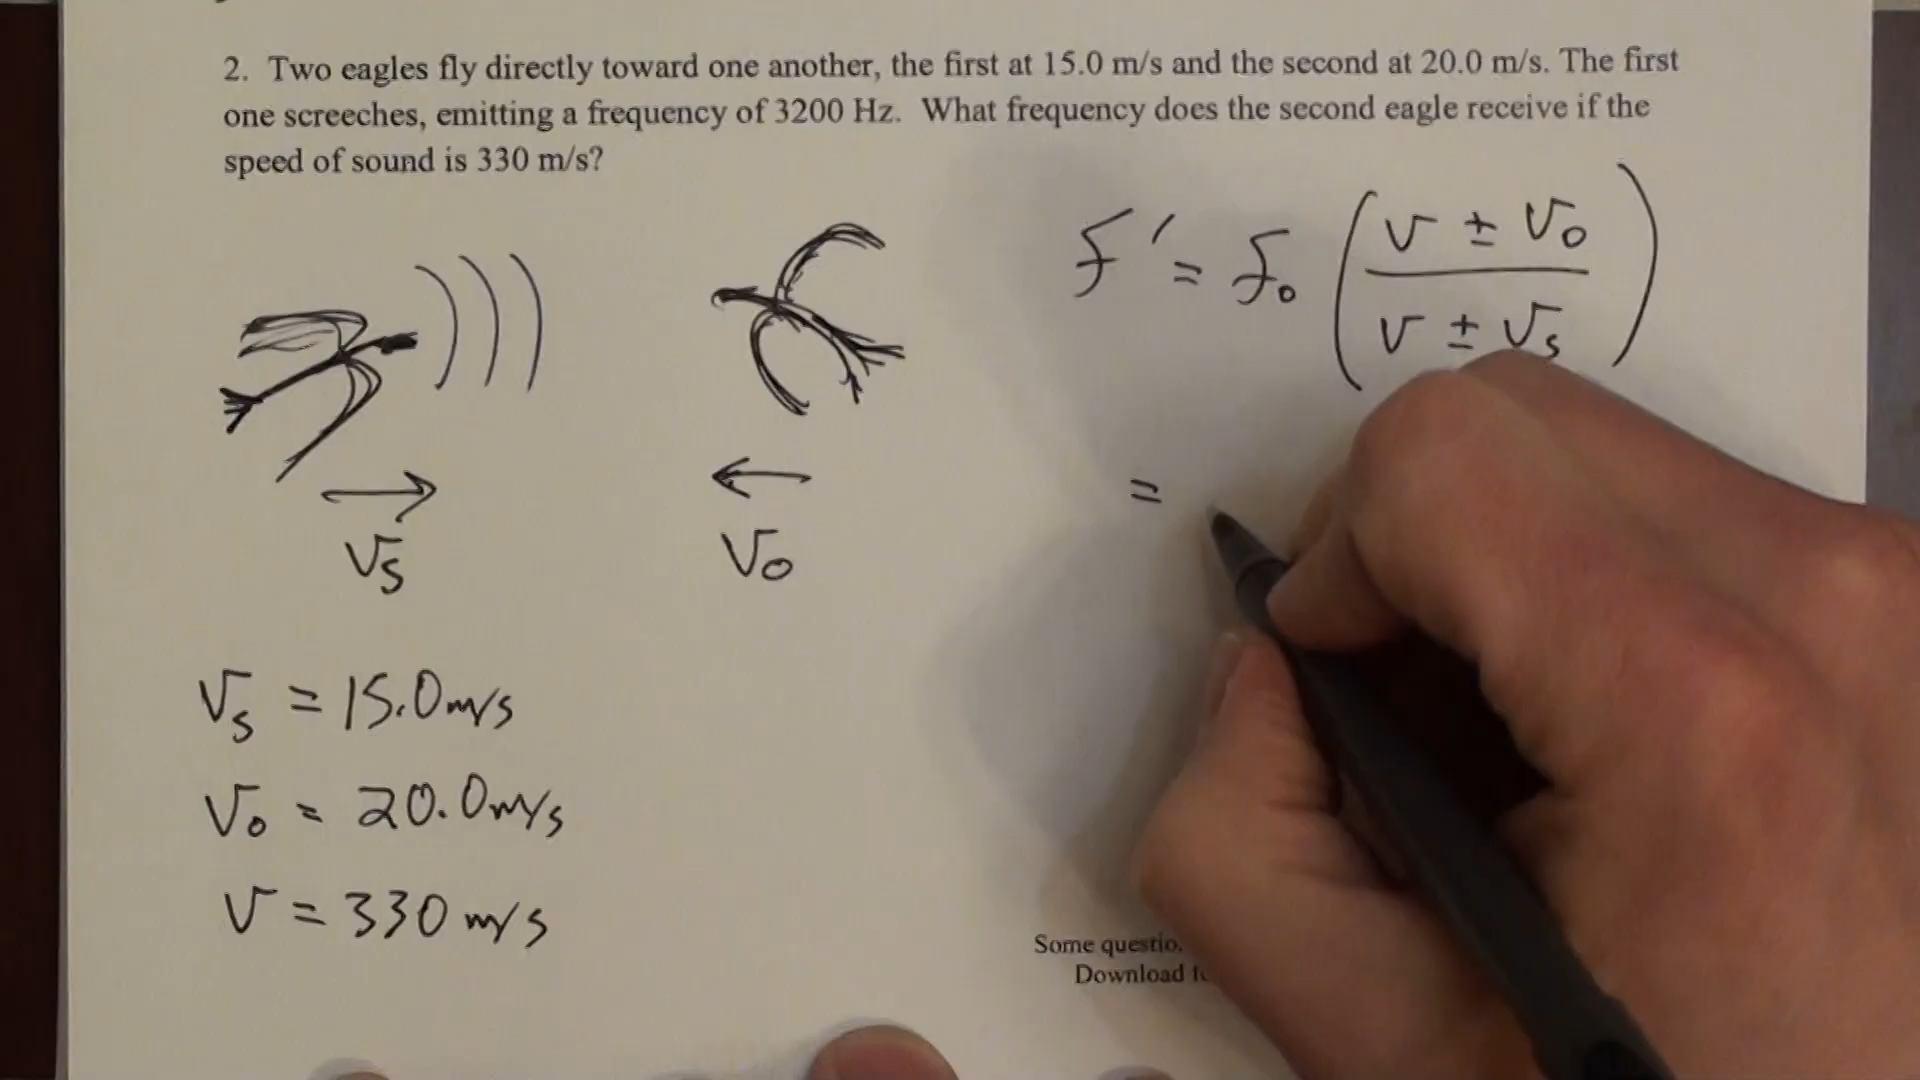 2. Two eagles fly directly toward one another, the first at 15.0 m/s and the second at 20.0 m/s. The first
one screeches, emitting a frequency of 3200 Hz. What frequency does the second eagle receive if the
speed of sound is 330 m/s?
f' = f₀ (v ± v₀ / v ± vₛ)
=
vₛ
v₀
vₛ = 15.0 m/s
v₀ = 20.0 m/s
v = 330 m/s
Some
Download